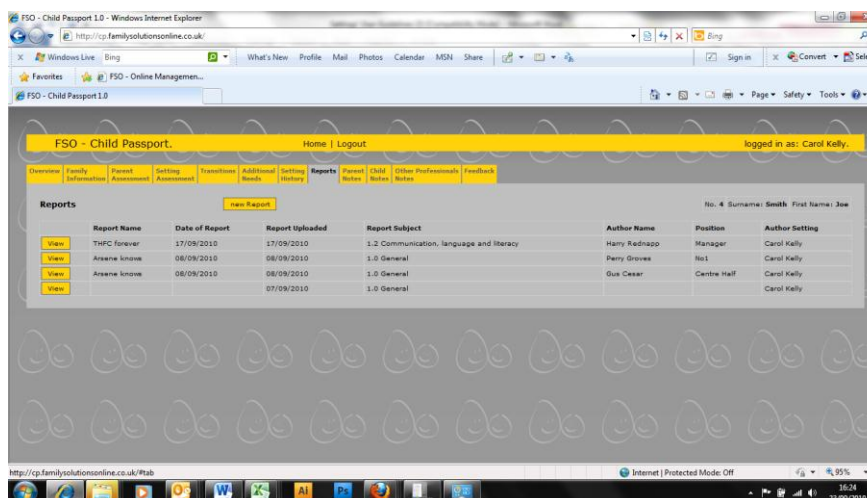 FSO - Child Passport 1.0 - Windows Internet Explorer
http://cp.familysolutionsonline.co.uk/
Bing
X Windows Live Bing What's New Profile Mail Photos Calendar MSN Share Sign in X Convert Sele
Favorites FSO - Online Managemen...
FSO - Child Passport 1.0 Page Safety Tools
FSO - Child Passport. Home | Logout logged in as: Carol Kelly.
Overview Family Information Parent Assessment Setting Assessment Transitions Additional Needs Setting History Reports Parent Notes Child Notes Other Professionals Notes Feedback
Reports new Report No. 4 Surname: Smith First Name: Joe
Report Name Date of Report Report Uploaded Report Subject Author Name Position Author Setting
View THFC forever 17/09/2010 17/09/2010 1.2 Communication, language and literacy Harry Rednapp Manager Carol Kelly
View Arsene knows 08/09/2010 08/09/2010 1.0 General Perry Groves No1 Carol Kelly
View Arsene knows 08/09/2010 08/09/2010 1.0 General Gus Cesar Centre Half Carol Kelly
View 07/09/2010 1.0 General Carol Kelly
http://cp.familysolutionsonline.co.uk/#tab Internet | Protected Mode: Off 95%
W X Ai Ps 16:24